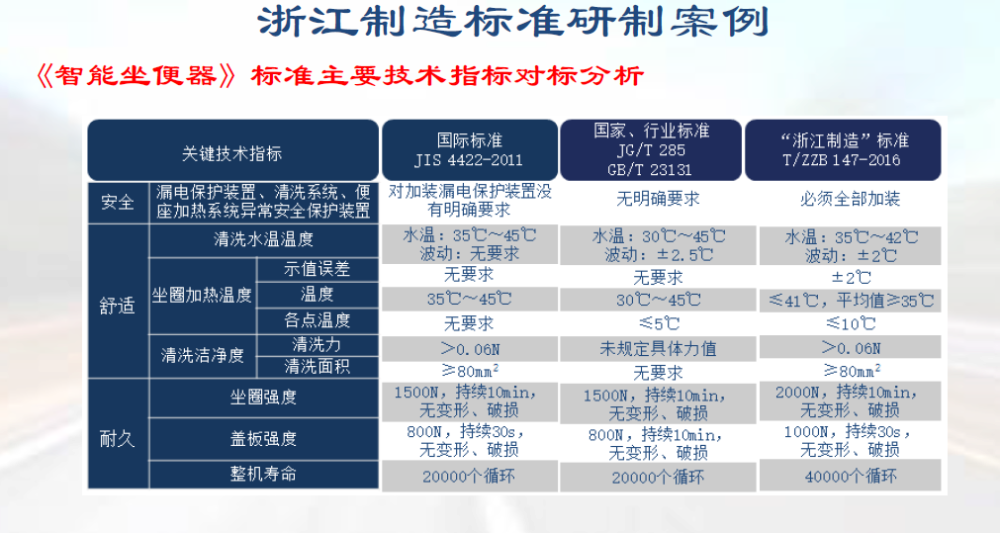 浙江制造标准研制案例
《智能坐便器》标准主要技术指标对标分析
关键技术指标
国际标准
JIS 4422-2011
国家、行业标准
JG/T 285
GB/T 23131
“浙江制造”标准
T/ZZB 147-2016
安全
漏电保护装置、清洗系统、便
座加热系统异常安全保护装置
对加装漏电保护装置没
有明确要求
无明确要求
必须全部加装
舒适
清洗水温温度
水温：35℃～45℃
波动：无要求
水温：30℃～45℃
波动：±2.5℃
水温：35℃～42℃
波动：±2℃
坐圈加热温度
示值误差
无要求
无要求
±2℃
温度
35℃～45℃
30℃～45℃
≤41℃，平均值≥35℃
各点温度
无要求
≤5℃
≤10℃
清洗洁净度
清洗力
＞0.06N
未规定具体力值
＞0.06N
清洗面积
≥80mm²
无要求
≥80mm²
耐久
坐圈强度
1500N，持续10min，
无变形、破损
1500N，持续10min，
无变形、破损
2000N，持续10min，
无变形、破损
盖板强度
800N，持续30s，
无变形、破损
800N，持续10min，
无变形、破损
1000N，持续30s，
无变形、破损
整机寿命
20000个循环
20000个循环
40000个循环